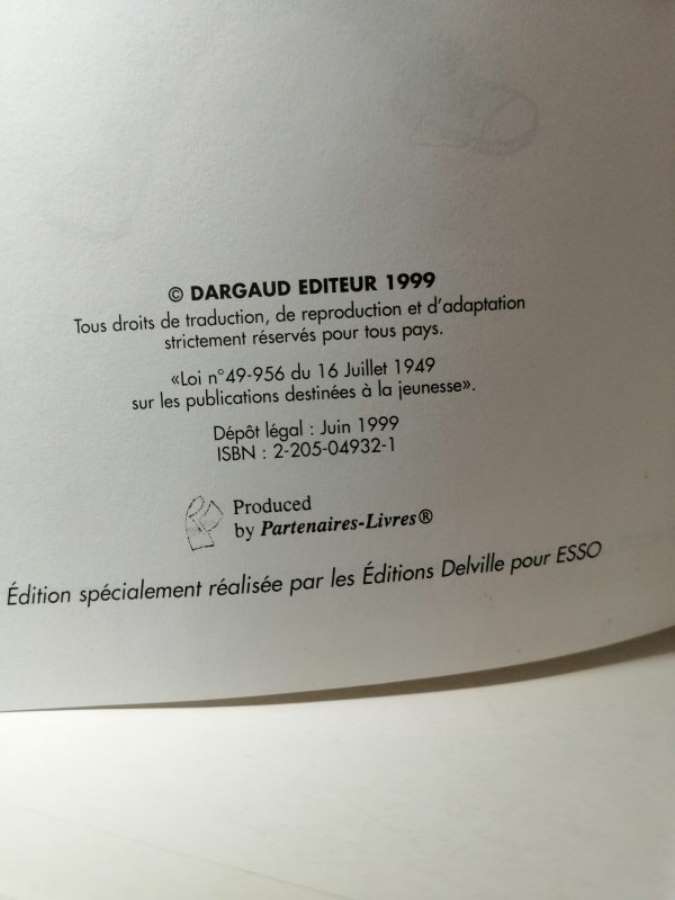 © DARGAUD EDITEUR 1999
Tous droits de traduction, de reproduction et d'adaptation
strictement réservés pour tous pays.
«Loi n°49-956 du 16 Juillet 1949
sur les publications destinées à la jeunesse».
Dépôt légal : Juin 1999
ISBN : 2-205-04932-1
Produced
by Partenaires-Livres®
Édition spécialement réalisée par les Éditions Delville pour ESSO